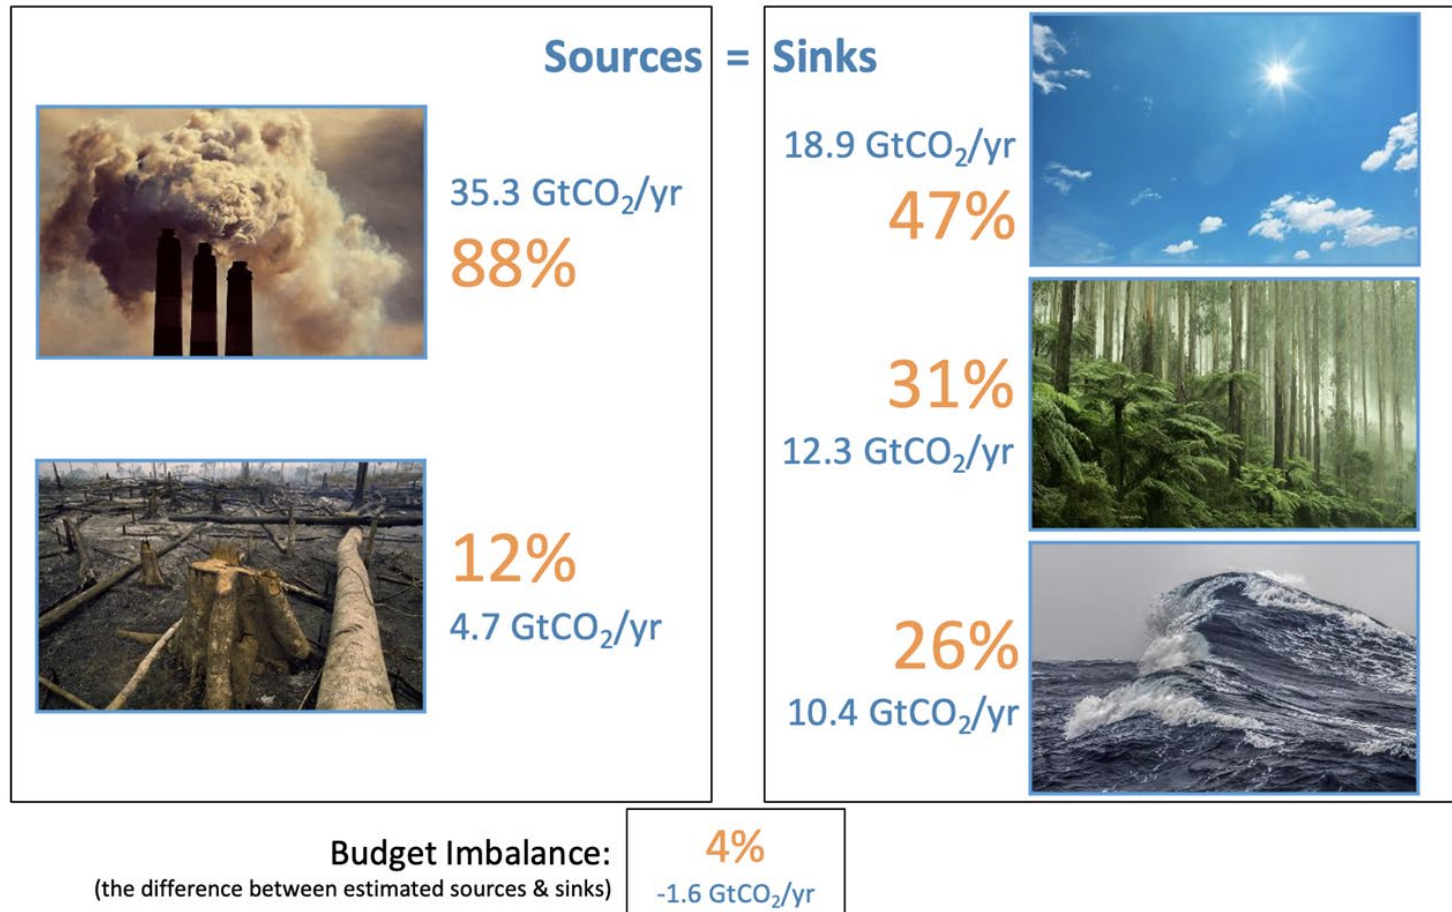 Sources = Sinks
35.3 GtCO₂/yr
88%
12%
4.7 GtCO₂/yr
18.9 GtCO₂/yr
47%
31%
12.3 GtCO₂/yr
26%
10.4 GtCO₂/yr
Budget Imbalance:
(the difference between estimated sources & sinks)
4%
-1.6 GtCO₂/yr